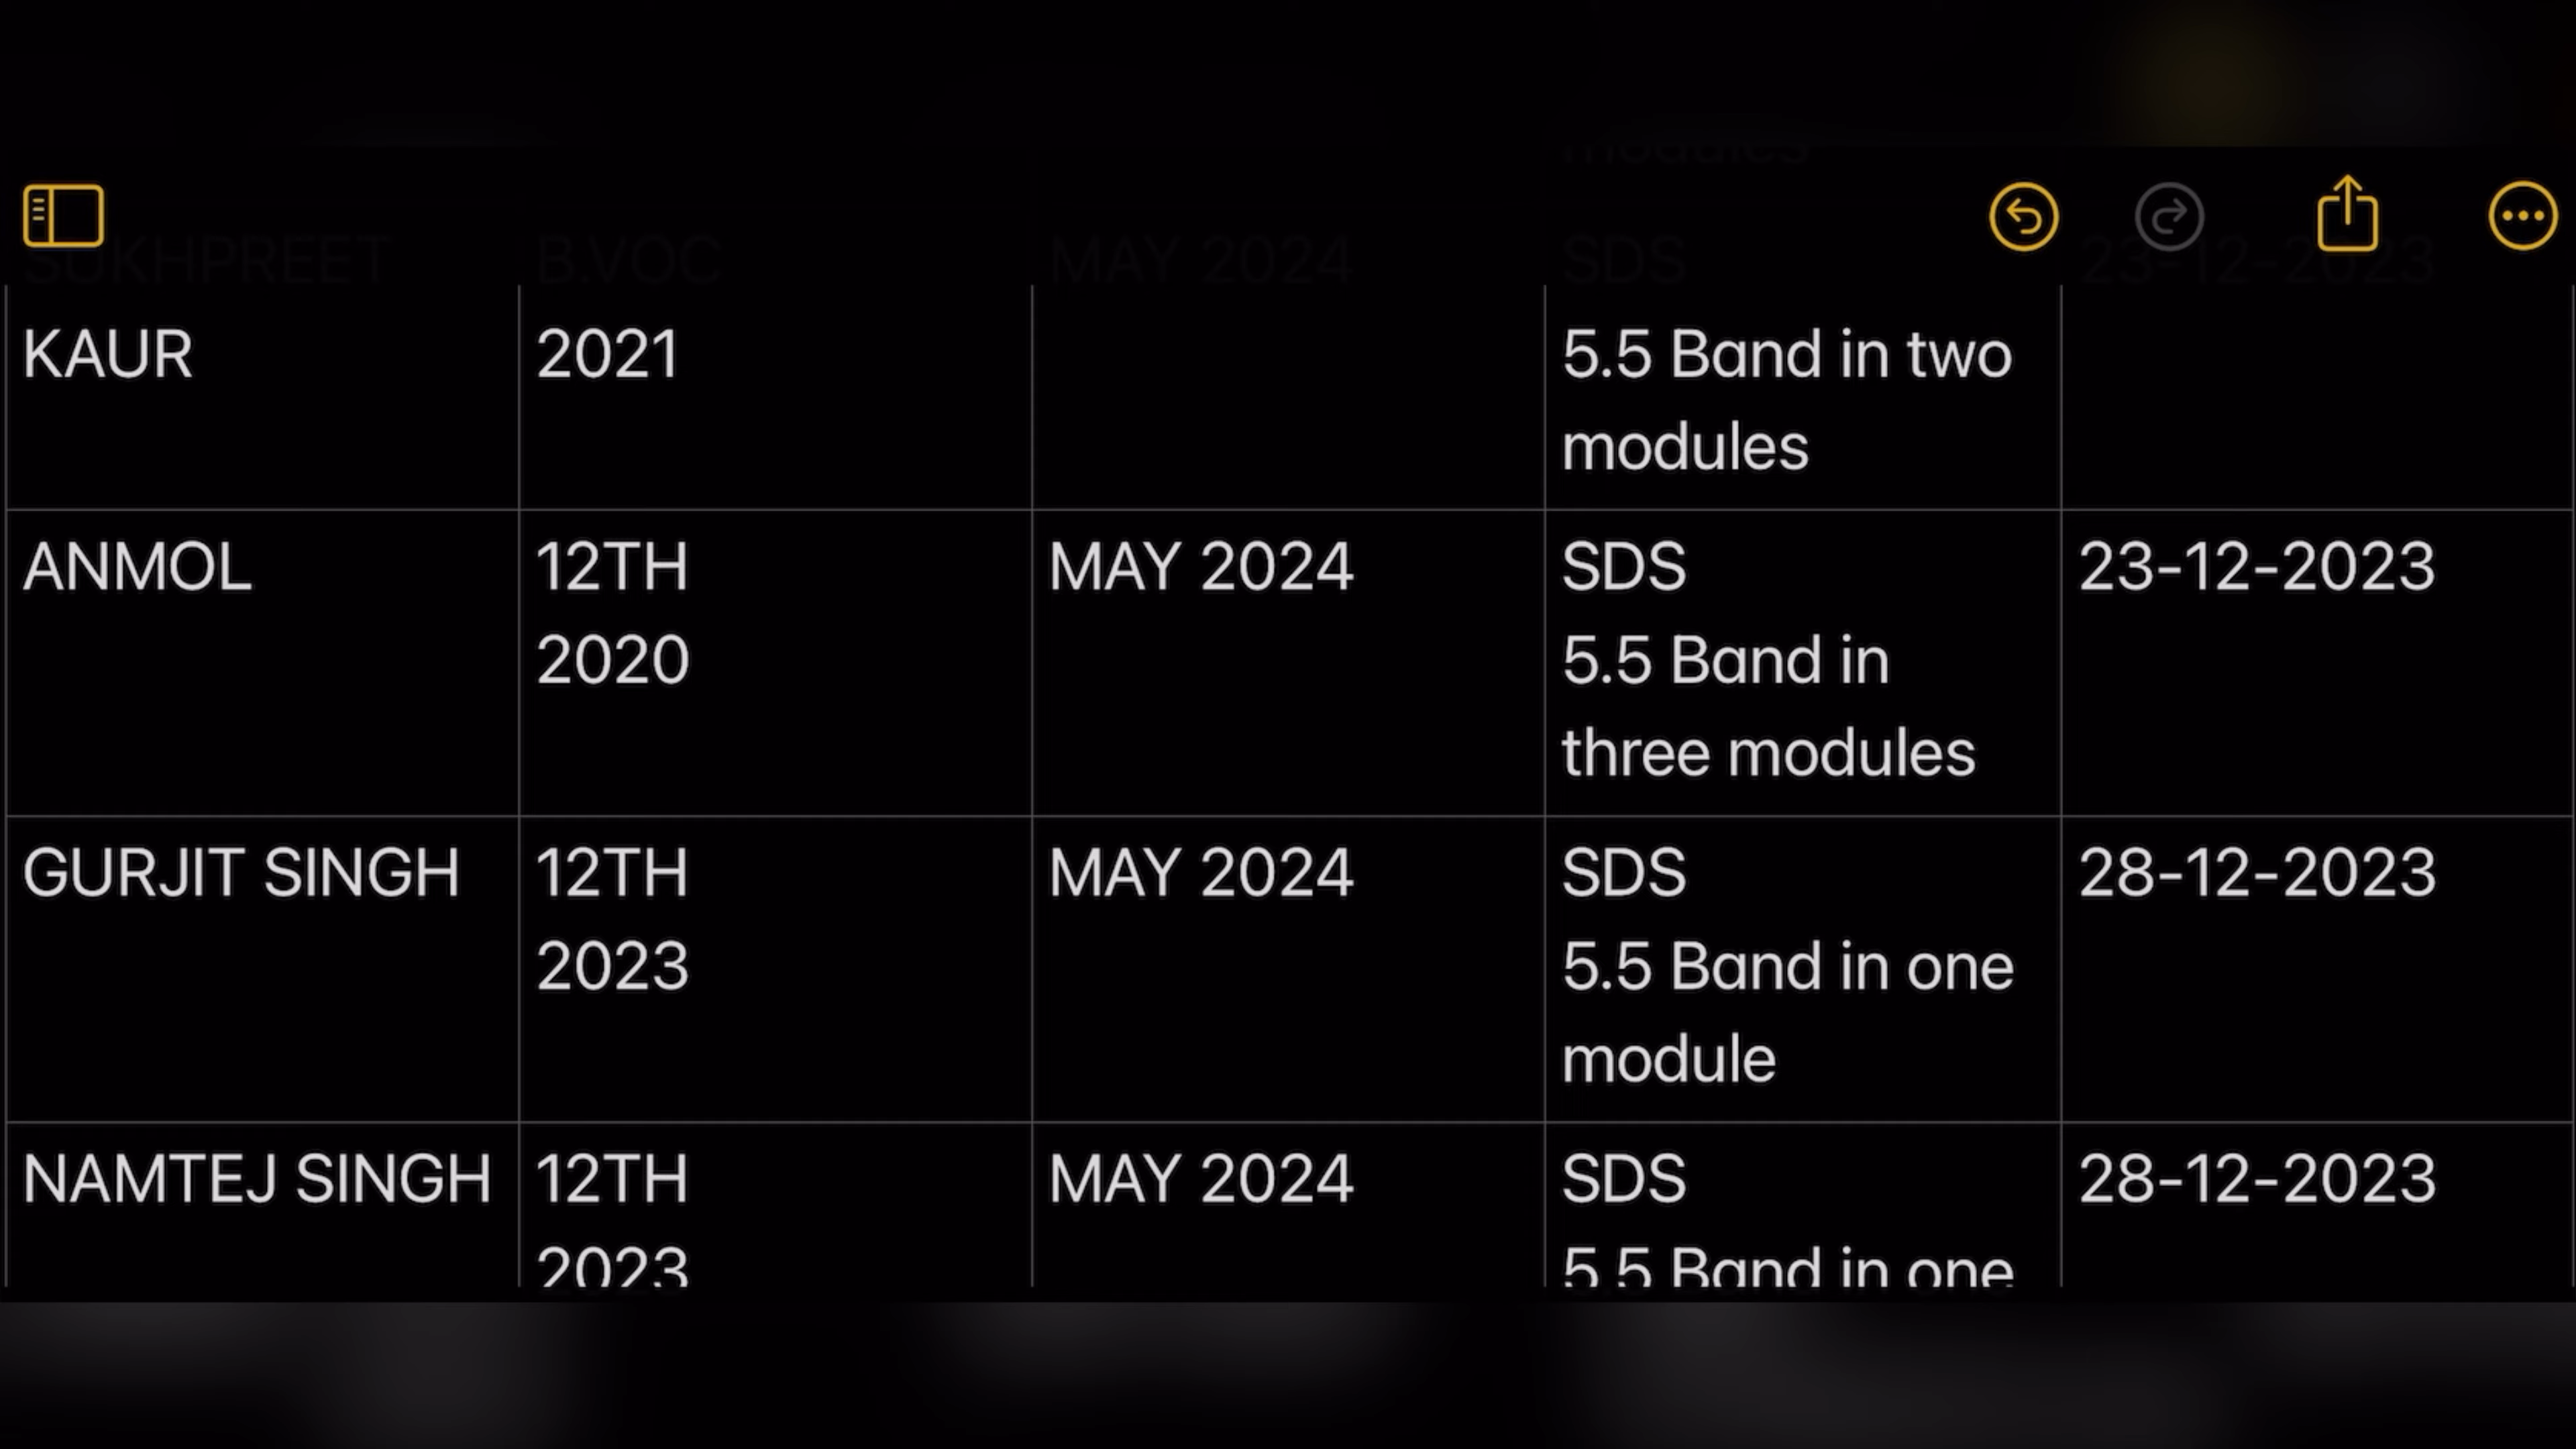 modules
SUKHPREET B.VOC MAY 2024 SDS 23-12-2023
KAUR 2021 5.5 Band in two
modules
ANMOL 12TH MAY 2024 SDS 23-12-2023
2020 5.5 Band in
three modules
GURJIT SINGH 12TH MAY 2024 SDS 28-12-2023
2023 5.5 Band in one
module
NAMTEJ SINGH 12TH MAY 2024 SDS 28-12-2023
2023 5.5 Band in one